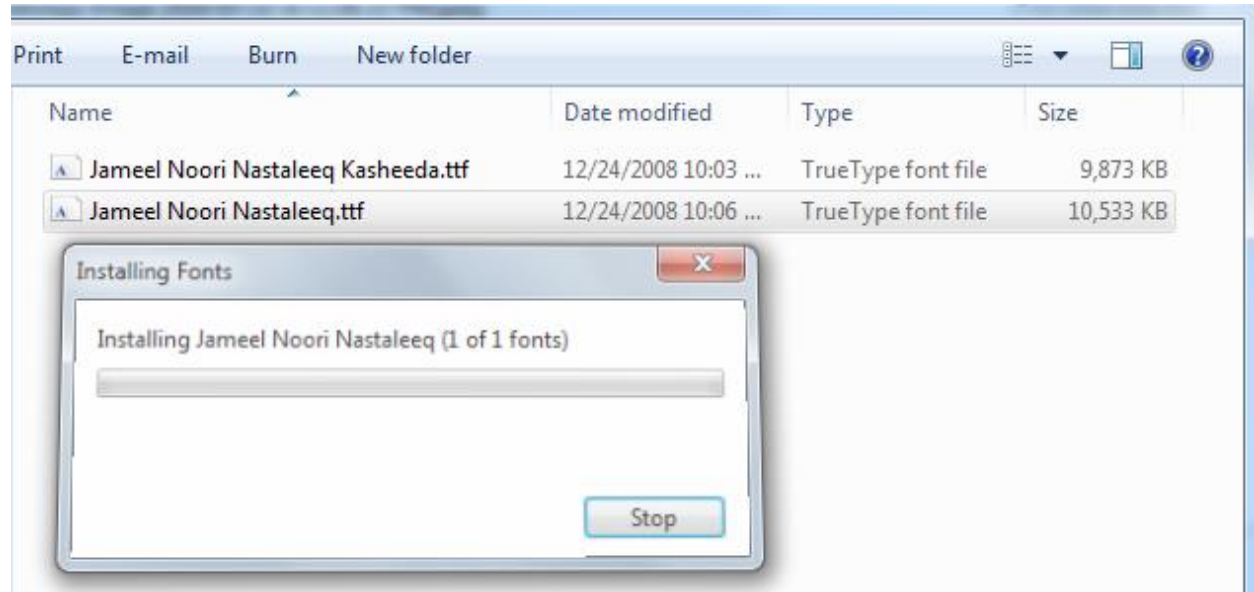 Print E-mail Burn New folder
Name Date modified Type Size
Jameel Noori Nastaleeq Kasheeda.ttf 12/24/2008 10:03 ... TrueType font file 9,873 KB
Jameel Noori Nastaleeq.ttf 12/24/2008 10:06 ... TrueType font file 10,533 KB
Installing Fonts
Installing Jameel Noori Nastaleeq (1 of 1 fonts)
Stop